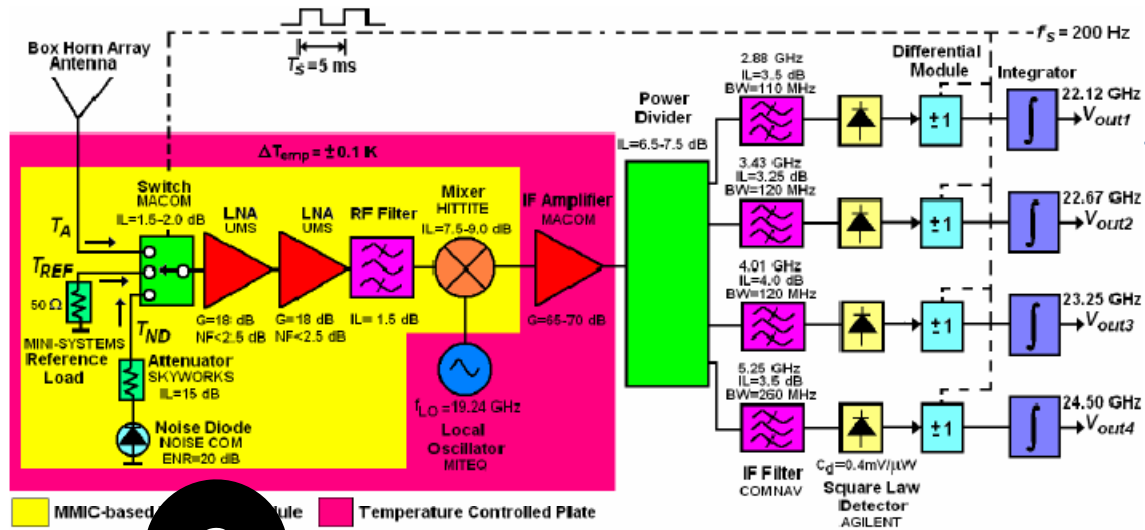 Box Horn Array
Antenna
T_S = 5 ms
f_S = 200 Hz
ΔT_emp = ±0.1 K
Switch
MACOM
IL=1.5-2.0 dB
T_A
T_REF
50 Ω
MINI-SYSTEMS
Reference
Load
T_ND
Attenuator
SKYWORKS
IL=15 dB
Noise Diode
NOISE COM
ENR=20 dB
LNA
UMS
G=18 dB
NF<2.5 dB
LNA
UMS
G=18 dB
NF<2.5 dB
RF Filter
IL= 1.5 dB
Mixer
HITTITE
IL=7.5-9.0 dB
f_LO = 19.24 GHz
Local
Oscillator
MITEQ
IF Amplifier
MACOM
G=65-70 dB
Power
Divider
IL=6.5-7.5 dB
2.88 GHz
IL=3.5 dB
BW=110 MHz
3.43 GHz
IL=3.25 dB
BW=120 MHz
4.01 GHz
IL=4.0 dB
BW=120 MHz
5.25 GHz
IL=3.5 dB
BW=260 MHz
IF Filter
COMNAV
C_d=0.4mV/μW
Square Law
Detector
AGILENT
Differential
Module
± 1
± 1
± 1
± 1
Integrator
∫
∫
∫
∫
22.12 GHz
V_out1
22.67 GHz
V_out2
23.25 GHz
V_out3
24.50 GHz
V_out4
MMIC-based
Temperature Controlled Plate